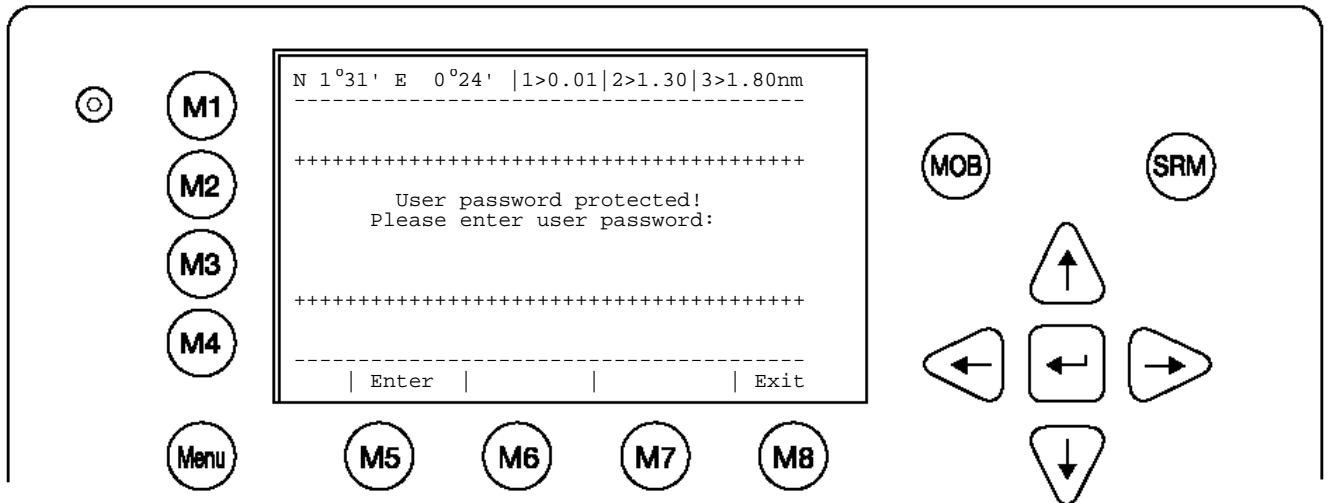 N 1°31' E 0°24' |1>0.01|2>1.30|3>1.80nm
----------------------------------------
++++++++++++++++++++++++++++++++++++++++
User password protected!
Please enter user password:
++++++++++++++++++++++++++++++++++++++++
----------------------------------------
| Enter | | | Exit
M1
M2
M3
M4
Menu
M5 M6 M7 M8
MOB SRM